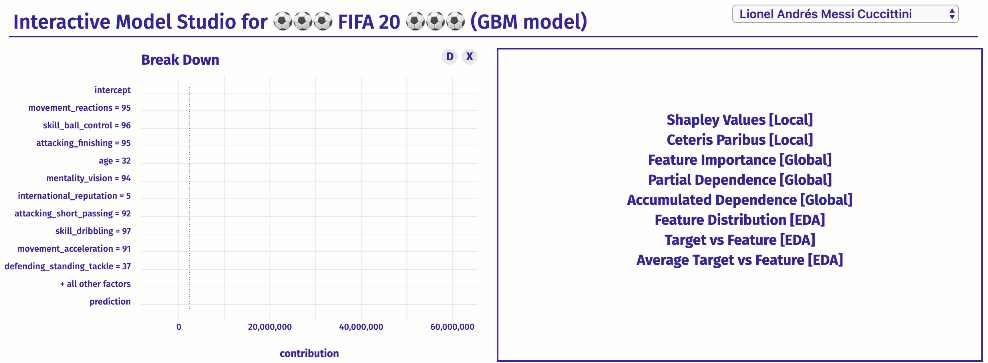 Interactive Model Studio for ⚽⚽⚽ FIFA 20 ⚽⚽⚽ (GBM model)
Lionel Andrés Messi Cuccittini
Break Down
D X
intercept
movement_reactions = 95
skill_ball_control = 96
attacking_finishing = 95
age = 32
mentality_vision = 94
international_reputation = 5
attacking_short_passing = 92
skill_dribbling = 97
movement_acceleration = 91
defending_standing_tackle = 37
+ all other factors
prediction
0 20,000,000 40,000,000 60,000,000
contribution
Shapley Values [Local]
Ceteris Paribus [Local]
Feature Importance [Global]
Partial Dependence [Global]
Accumulated Dependence [Global]
Feature Distribution [EDA]
Target vs Feature [EDA]
Average Target vs Feature [EDA]